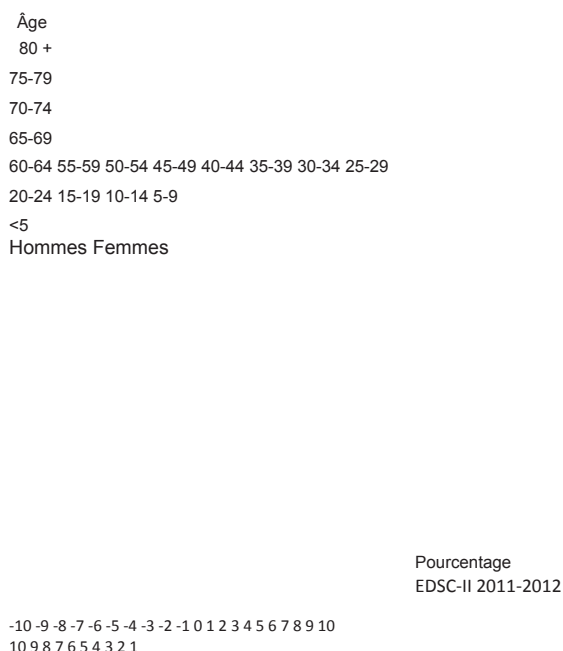 Âge
80 +
75-79
70-74
65-69
60-64 55-59 50-54 45-49 40-44 35-39 30-34 25-29
20-24 15-19 10-14 5-9
<5
Hommes Femmes
Pourcentage
EDSC-II 2011-2012
-10 -9 -8 -7 -6 -5 -4 -3 -2 -1 0 1 2 3 4 5 6 7 8 9 10
10 9 8 7 6 5 4 3 2 1